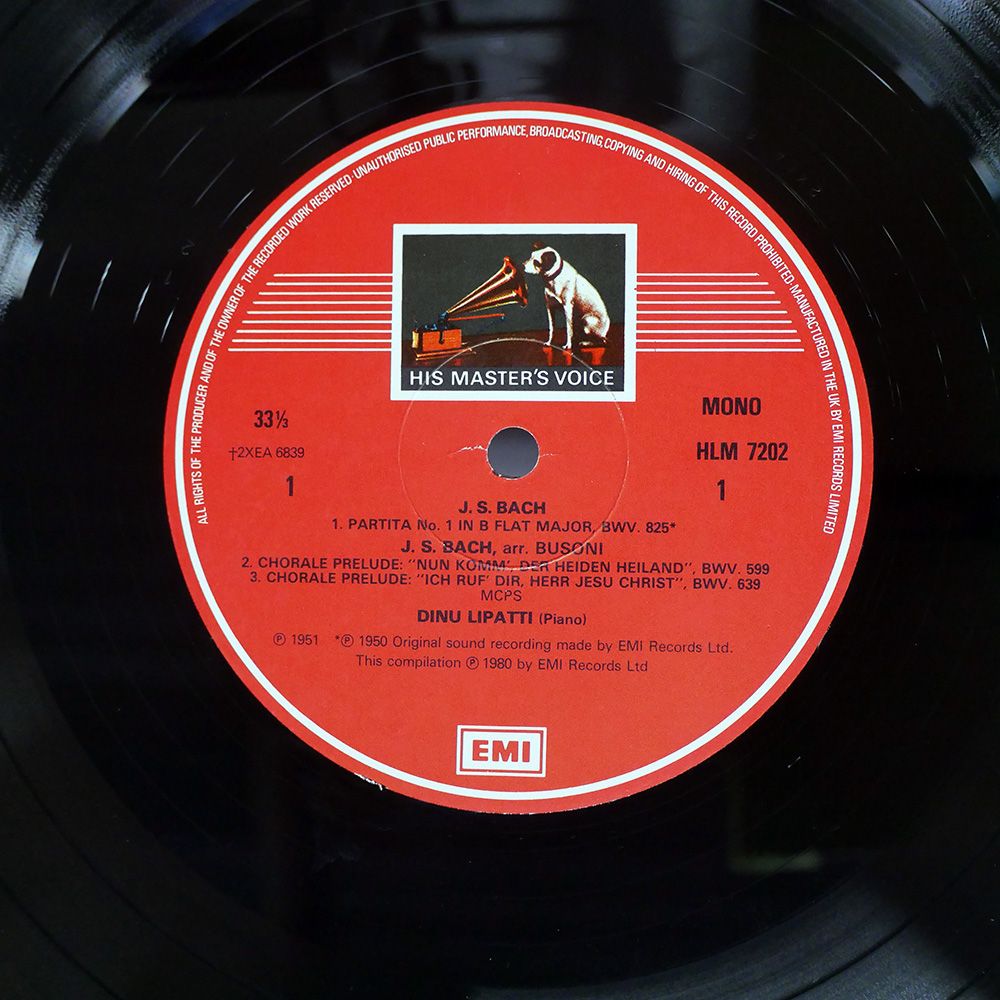 ALL RIGHTS OF THE PRODUCER AND OF THE OWNER OF THE RECORDED WORK RESERVED · UNAUTHORISED PUBLIC PERFORMANCE, BROADCASTING, COPYING AND HIRING OF THIS RECORD PROHIBITED · MANUFACTURED IN THE UK BY EMI RECORDS LIMITED
HIS MASTER'S VOICE
33⅓
MONO
†2XEA 6839
HLM 7202
1
1
J. S. BACH
1. PARTITA No. 1 IN B FLAT MAJOR, BWV. 825*
J. S. BACH, arr. BUSONI
2. CHORALE PRELUDE: "NUN KOMM' DER HEIDEN HEILAND", BWV. 599
3. CHORALE PRELUDE: "ICH RUF' DIR, HERR JESU CHRIST", BWV. 639
MCPS
DINU LIPATTI (Piano)
℗ 1951 *℗ 1950 Original sound recording made by EMI Records Ltd.
This compilation ℗ 1980 by EMI Records Ltd
EMI